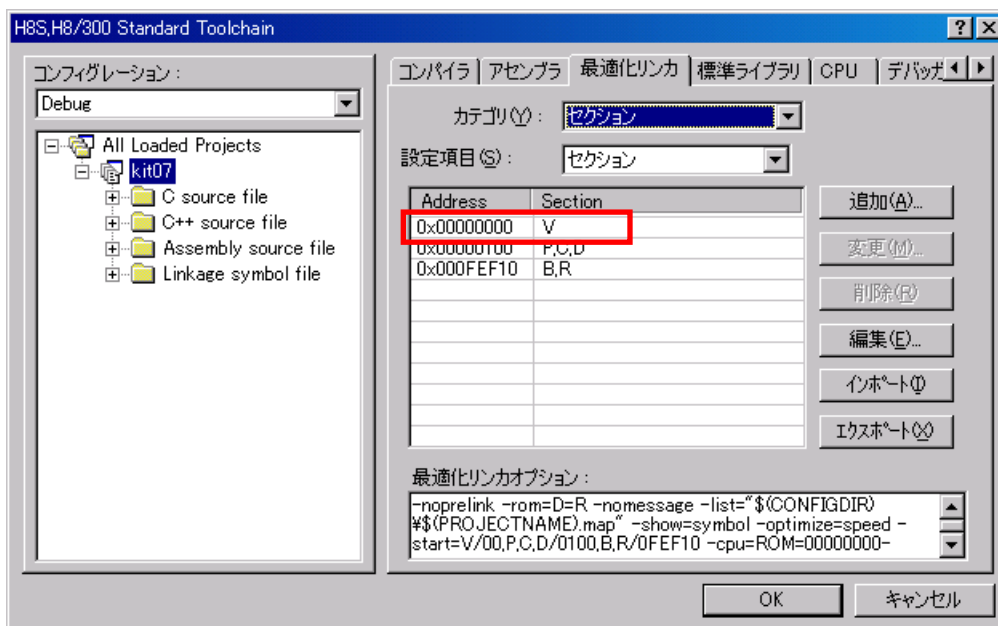 H8S,H8/300 Standard Toolchain
コンフィグレーション :
Debug
All Loaded Projects
kit07
C source file
C++ source file
Assembly source file
Linkage symbol file
コンパイラ アセンブラ 最適化リンカ 標準ライブラリ CPU デバッガ
カテゴリ(Y) : セクション
設定項目(S) : セクション
Address Section
0x00000000 V
0x00000100 P,C,D
0x000FEF10 B,R
追加(A)...
変更(M)...
削除(R)
編集(E)...
インポート(I)
エクスポート(X)
最適化リンカオプション :
-noprelink -rom=D=R -nomessage -list="$(CONFIGDIR)
¥$(PROJECTNAME).map" -show=symbol -optimize=speed -
start=V/00,P,C,D/0100,B,R/0FEF10 -cpu=ROM=00000000-
OK キャンセル